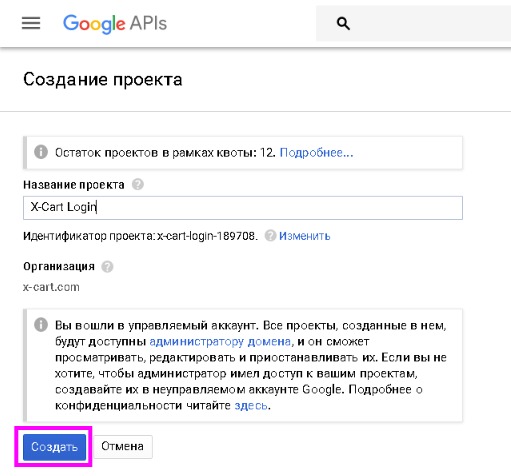 Google APIs
Создание проекта
Остаток проектов в рамках квоты: 12. Подробнее...
Название проекта
X-Cart Login
Идентификатор проекта: x-cart-login-189708. Изменить
Организация
x-cart.com
Вы вошли в управляемый аккаунт. Все проекты, созданные в нем,
будут доступны администратору домена, и он сможет
просматривать, редактировать и приостанавливать их. Если вы не
хотите, чтобы администратор имел доступ к вашим проектам,
создавайте их в неуправляемом аккаунте Google. Подробнее о
конфиденциальности читайте здесь.
Создать Отмена